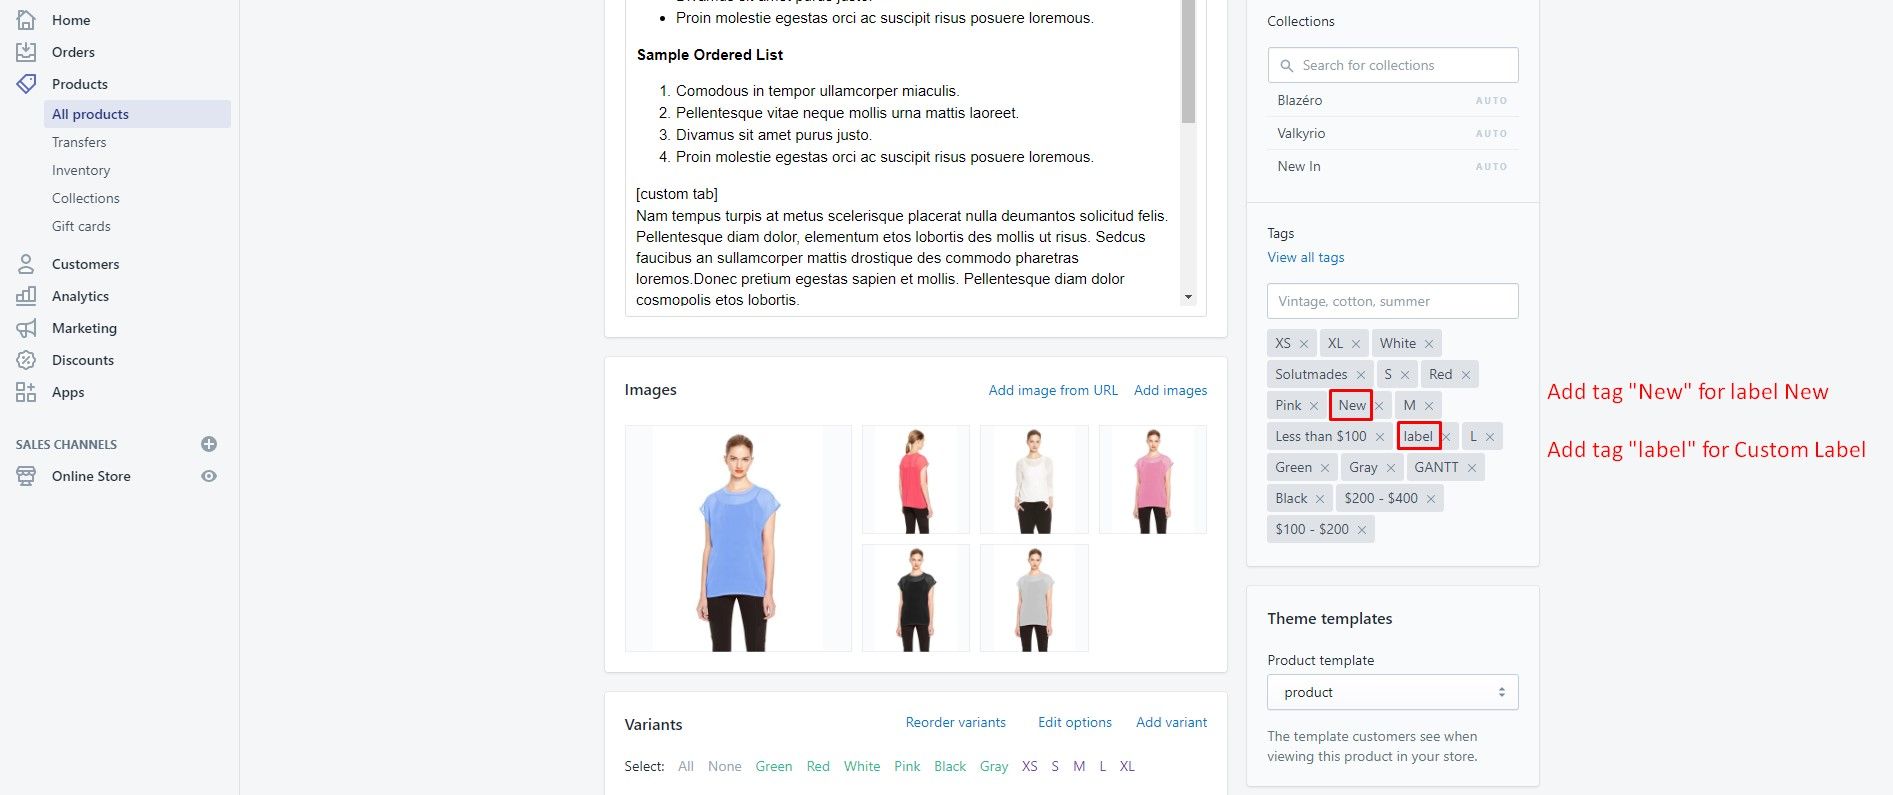 Home
Orders
Products
All products
Transfers
Inventory
Collections
Gift cards
Customers
Analytics
Marketing
Discounts
Apps
SALES CHANNELS
Online Store
Divamus sit amet purus justo.
Proin molestie egestas orci ac suscipit risus posuere loremous.
Sample Ordered List
1. Comodous in tempor ullamcorper miaculis.
2. Pellentesque vitae neque mollis urna mattis laoreet.
3. Divamus sit amet purus justo.
4. Proin molestie egestas orci ac suscipit risus posuere loremous.
[custom tab]
Nam tempus turpis at metus scelerisque placerat nulla deumantos solicitud felis.
Pellentesque diam dolor, elementum etos lobortis des mollis ut risus. Sedcus
faucibus an sullamcorper mattis drostique des commodo pharetras
loremos.Donec pretium egestas sapien et mollis. Pellentesque diam dolor
cosmopolis etos lobortis.
Images
Add image from URL Add images
Variants
Reorder variants Edit options Add variant
Select: All None Green Red White Pink Black Gray XS S M L XL
Collections
Search for collections
Blazéro AUTO
Valkyrio AUTO
New In AUTO
Tags
View all tags
Vintage, cotton, summer
XS × XL × White ×
Solutmades × S × Red ×
Pink × New × M ×
Less than $100 × label × L ×
Green × Gray × GANTT ×
Black × $200 - $400 ×
$100 - $200 ×
Theme templates
Product template
product
The template customers see when
viewing this product in your store.
Add tag "New" for label New
Add tag "label" for Custom Label